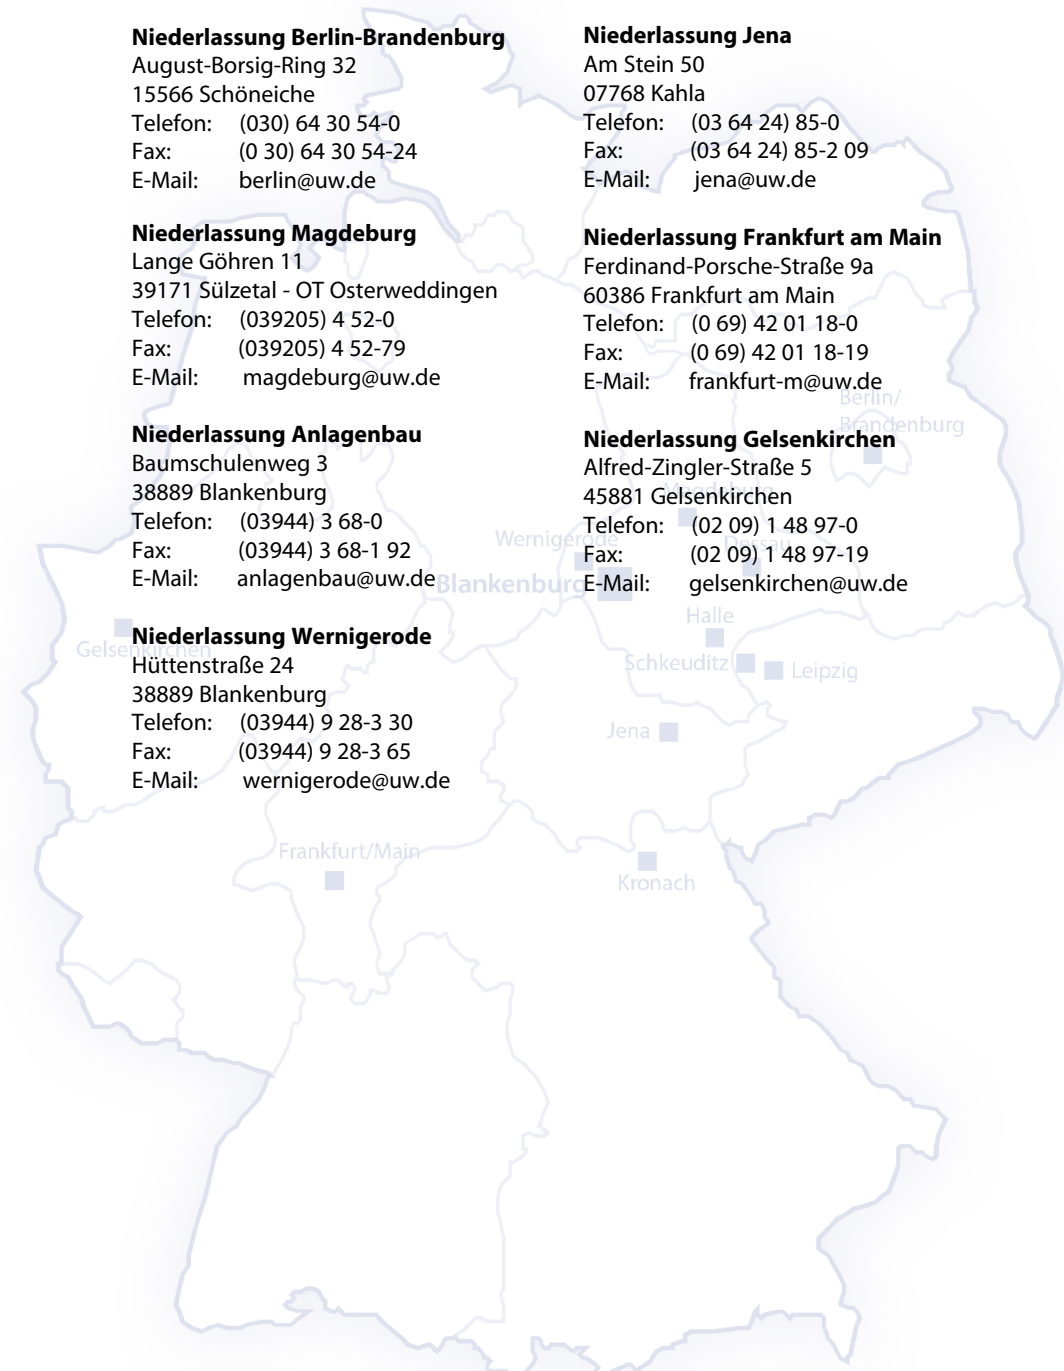 Niederlassung Berlin-Brandenburg
August-Borsig-Ring 32
15566 Schöneiche
Telefon: (030) 64 30 54-0
Fax: (0 30) 64 30 54-24
E-Mail: berlin@uw.de
Niederlassung Magdeburg
Lange Göhren 11
39171 Sülzetal - OT Osterweddingen
Telefon: (039205) 4 52-0
Fax: (039205) 4 52-79
E-Mail: magdeburg@uw.de
Niederlassung Anlagenbau
Baumschulenweg 3
38889 Blankenburg
Telefon: (03944) 3 68-0
Fax: (03944) 3 68-1 92
E-Mail: anlagenbau@uw.de
Niederlassung Wernigerode
Hüttenstraße 24
38889 Blankenburg
Telefon: (03944) 9 28-3 30
Fax: (03944) 9 28-3 65
E-Mail: wernigerode@uw.de
Niederlassung Jena
Am Stein 50
07768 Kahla
Telefon: (03 64 24) 85-0
Fax: (03 64 24) 85-2 09
E-Mail: jena@uw.de
Niederlassung Frankfurt am Main
Ferdinand-Porsche-Straße 9a
60386 Frankfurt am Main
Telefon: (0 69) 42 01 18-0
Fax: (0 69) 42 01 18-19
E-Mail: frankfurt-m@uw.de
Niederlassung Gelsenkirchen
Alfred-Zingler-Straße 5
45881 Gelsenkirchen
Telefon: (02 09) 1 48 97-0
Fax: (02 09) 1 48 97-19
E-Mail: gelsenkirchen@uw.de
Berlin/
Brandenburg
Magdeburg
Wernigerode
Dessau
Blankenburg
Halle
Gelsenkirchen
Schkeuditz
Leipzig
Jena
Frankfurt/Main
Kronach